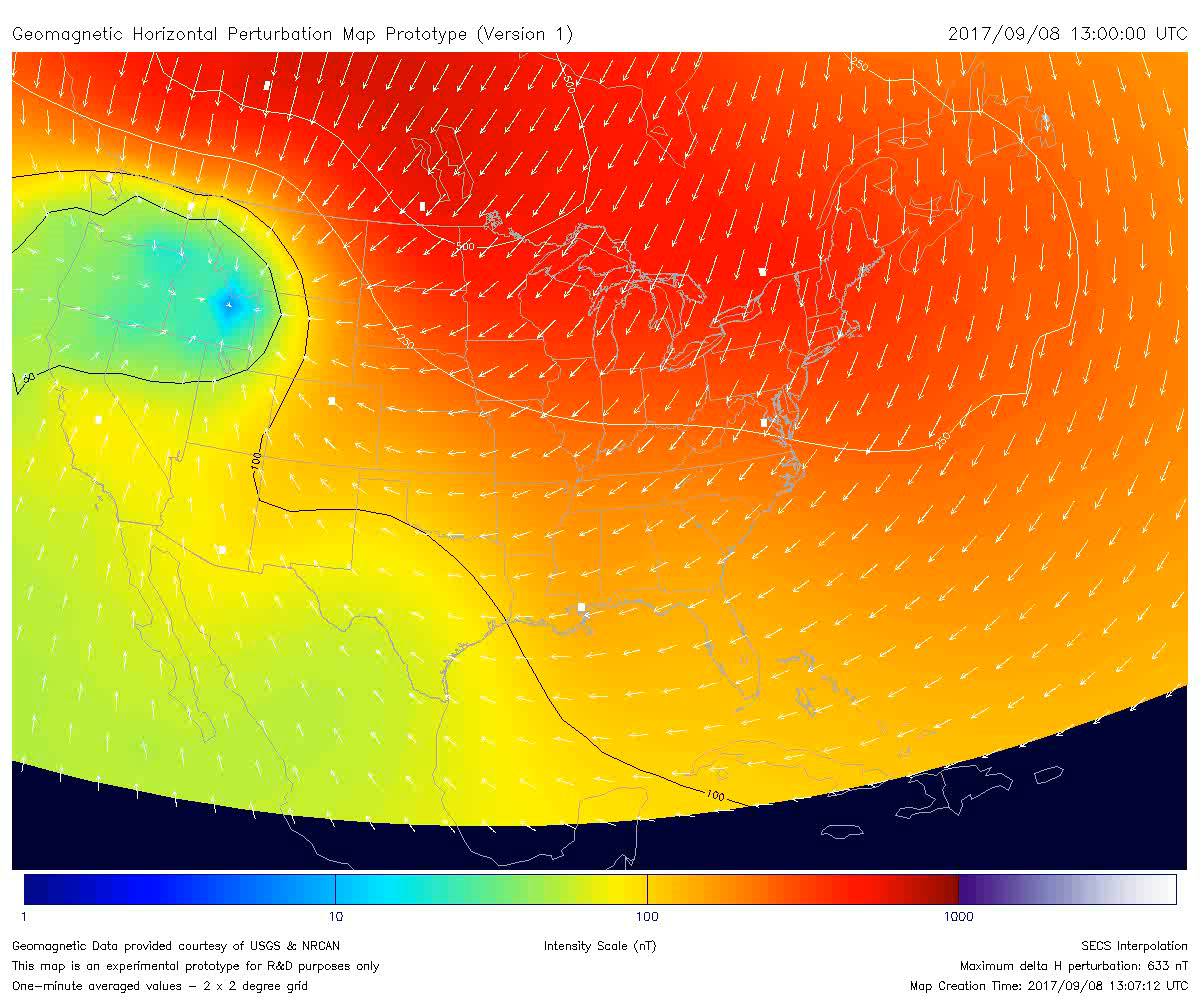 Geomagnetic Horizontal Perturbation Map Prototype (Version 1) 2017/09/08 13:00:00 UTC
250
500
500
250
250
100
100
1 10 100 1000
Geomagnetic Data provided courtesy of USGS & NRCAN Intensity Scale (nT) SECS Interpolation
This map is an experimental prototype for R&D purposes only Maximum delta H perturbation: 633 nT
One-minute averaged values - 2 x 2 degree grid Map Creation Time: 2017/09/08 13:07:12 UTC